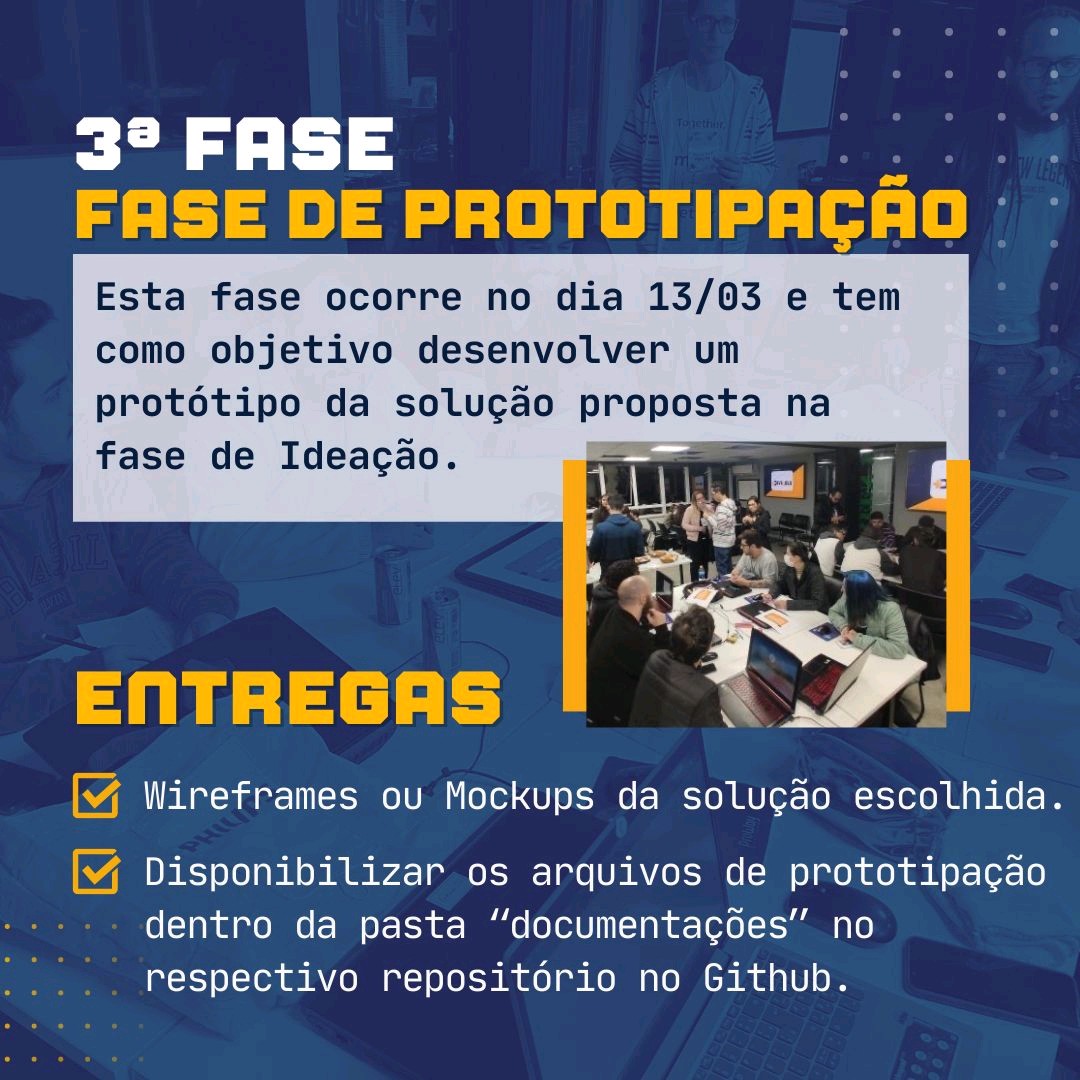 3ª FASE
FASE DE PROTOTIPAÇÃO
Esta fase ocorre no dia 13/03 e tem
como objetivo desenvolver um
protótipo da solução proposta na
fase de Ideação.
ENTREGAS
Wireframes ou Mockups da solução escolhida.
Disponibilizar os arquivos de prototipação
dentro da pasta “documentações” no
respectivo repositório no Github.
Together,
BRASIL